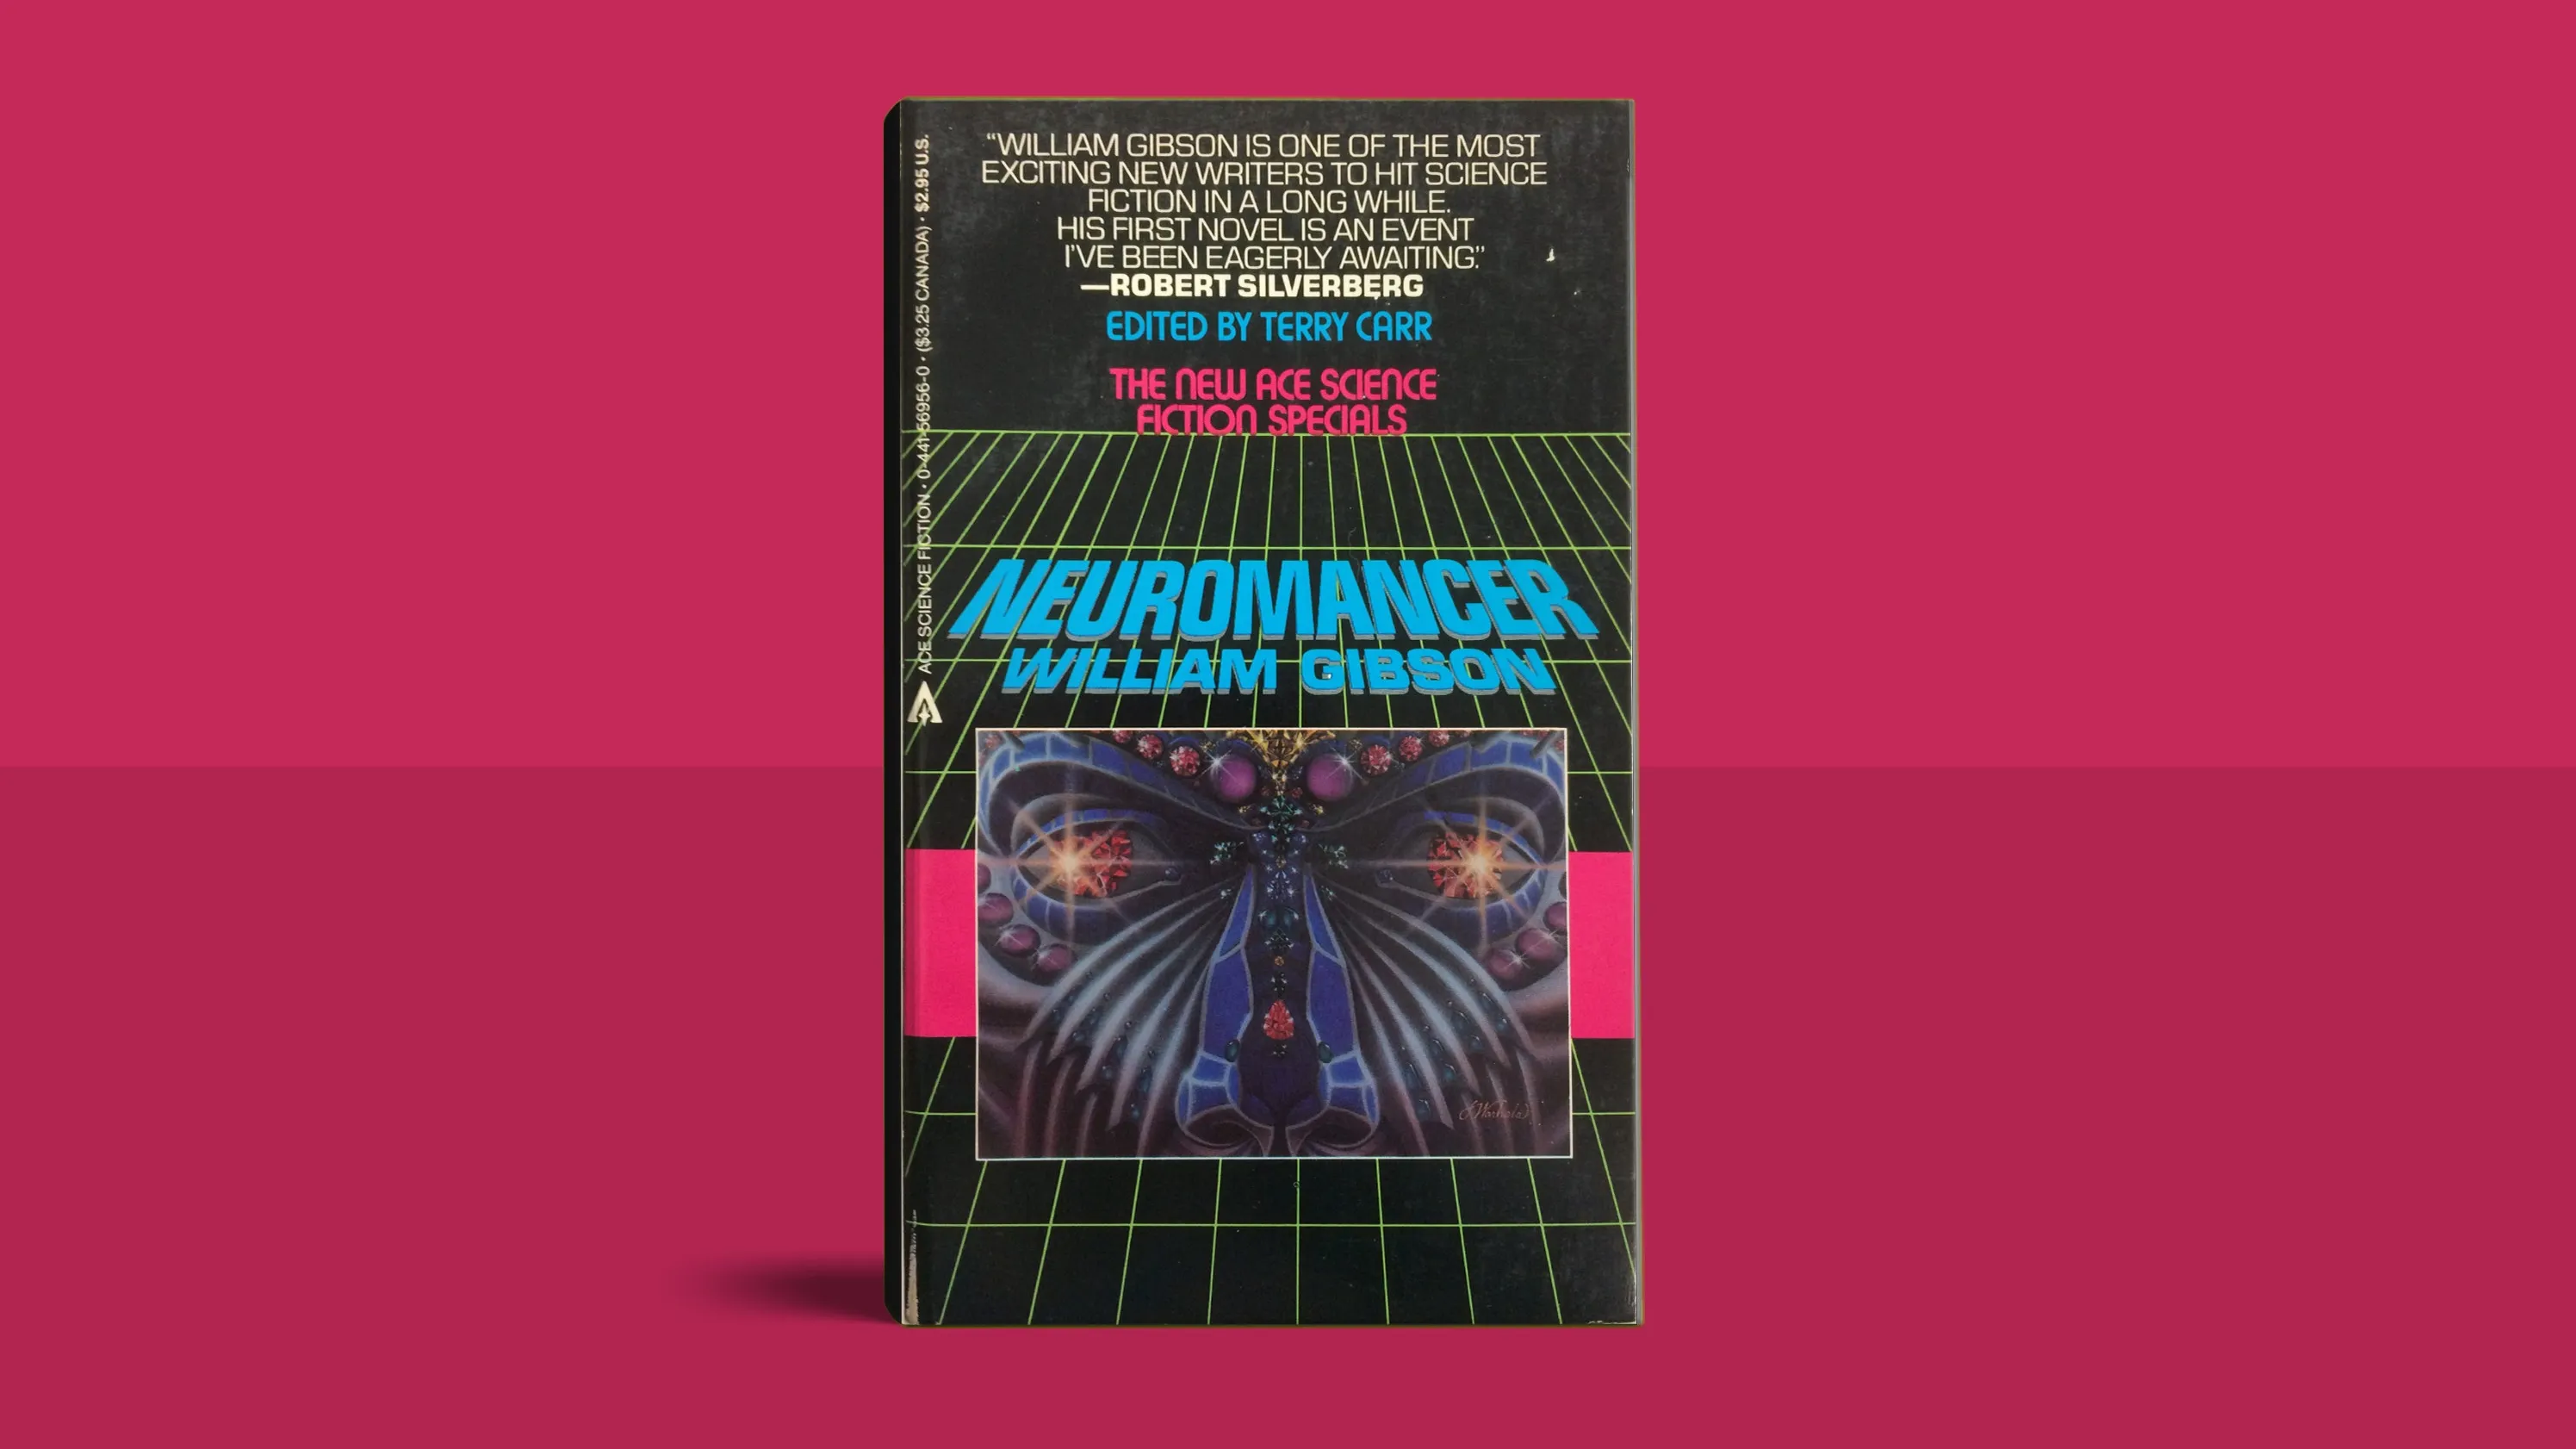 “WILLIAM GIBSON IS ONE OF THE MOST
EXCITING NEW WRITERS TO HIT SCIENCE
FICTION IN A LONG WHILE.
HIS FIRST NOVEL IS AN EVENT
I’VE BEEN EAGERLY AWAITING.”
—ROBERT SILVERBERG
EDITED BY TERRY CARR
THE NEW ACE SCIENCE
FICTION SPECIALS
NEUROMANCER
WILLIAM GIBSON
ACE SCIENCE FICTION • 0-441-56956-0 • ($3.25 CANADA) • $2.95 U.S.